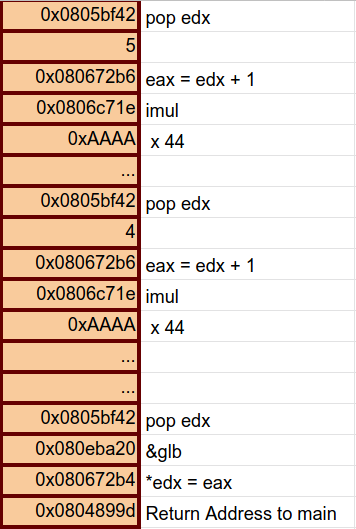 0x0805bf42 pop edx
5
0x080672b6 eax = edx + 1
0x0806c71e imul
0xAAAA x 44
...
0x0805bf42 pop edx
4
0x080672b6 eax = edx + 1
0x0806c71e imul
0xAAAA x 44
...
...
0x0805bf42 pop edx
0x080eba20 &glb
0x080672b4 *edx = eax
0x0804899d Return Address to main